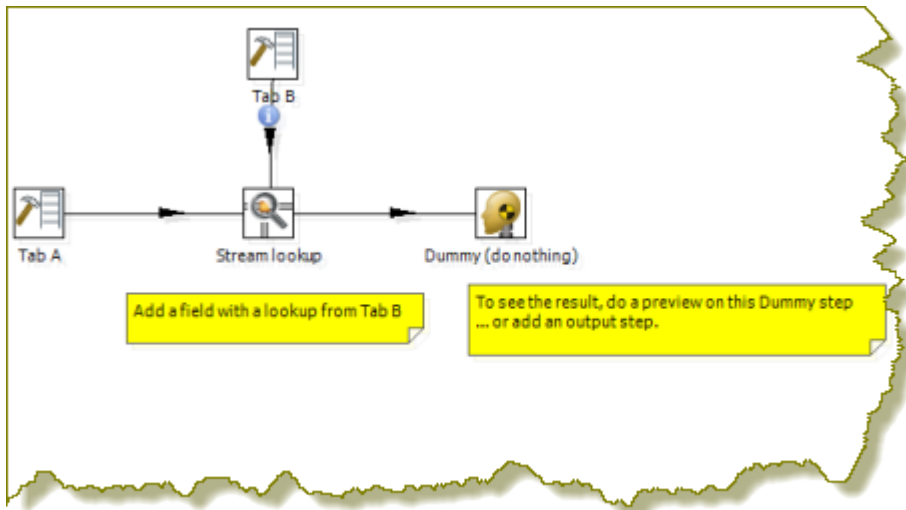 Tab B
Tab A
Stream lookup
Dummy (do nothing)
Add a field with a lookup from Tab B
To see the result, do a preview on this Dummy step
... or add an output step.